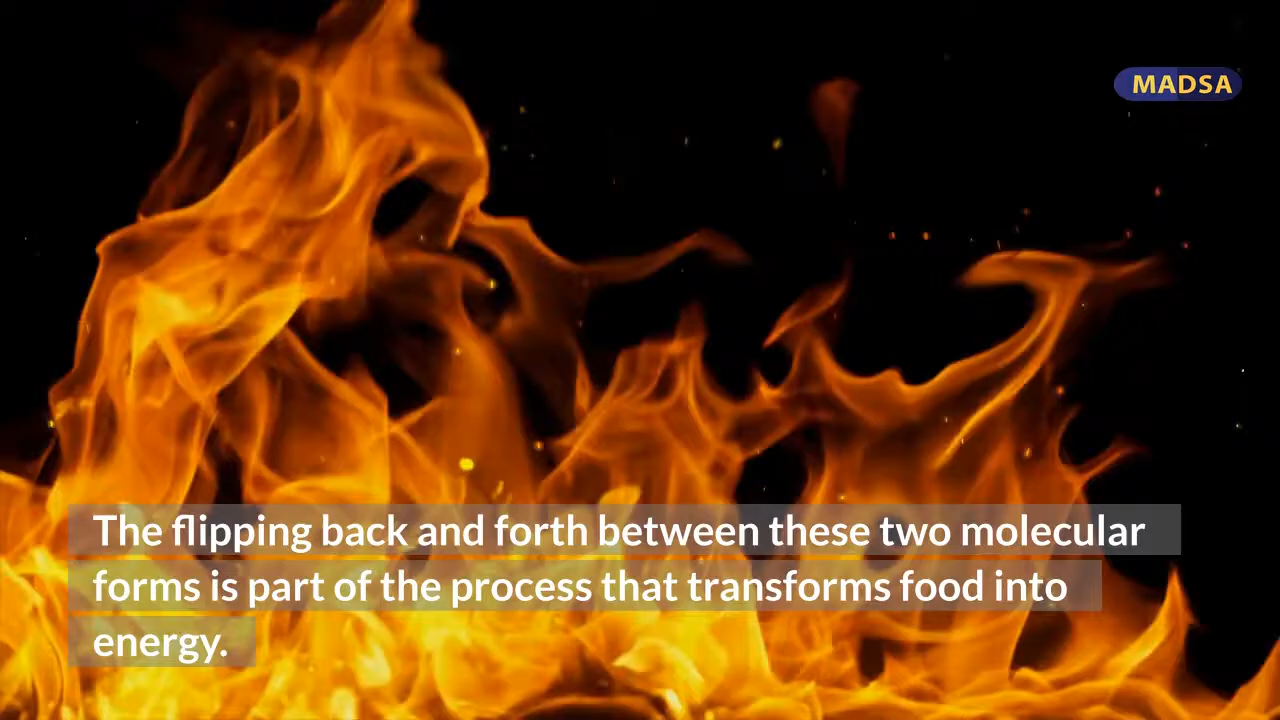 MADSA
The flipping back and forth between these two molecular
forms is part of the process that transforms food into
energy.